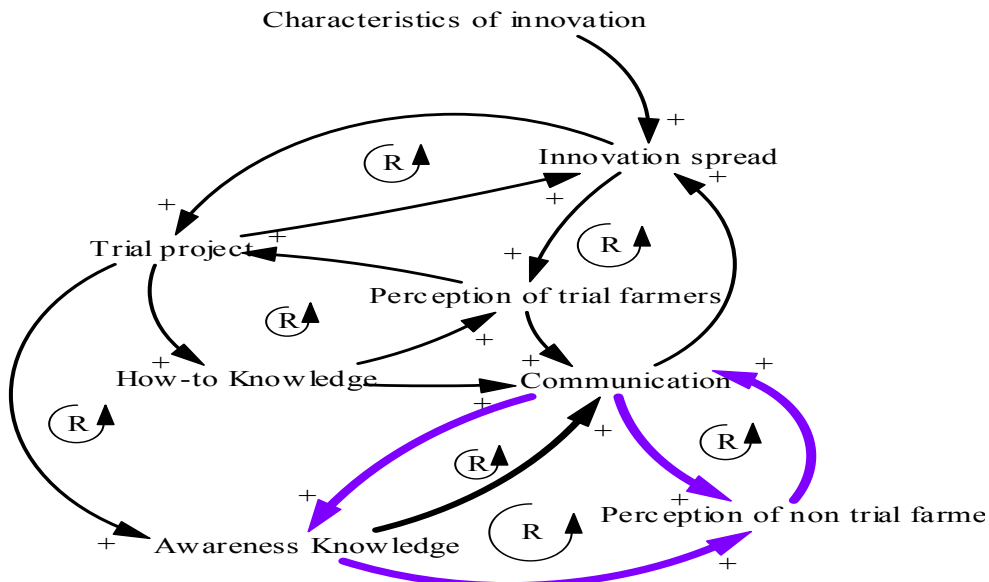 Characteristics of innovation
+
Innovation spread
R
+
+
+
+
Trial project
+
R
+
Perception of trial farmers
R
+
+
+
+
How-to Knowledge
Communication
+
+
R
R
R
+
+
Perception of non trial farme
R
+
Awareness Knowledge
+